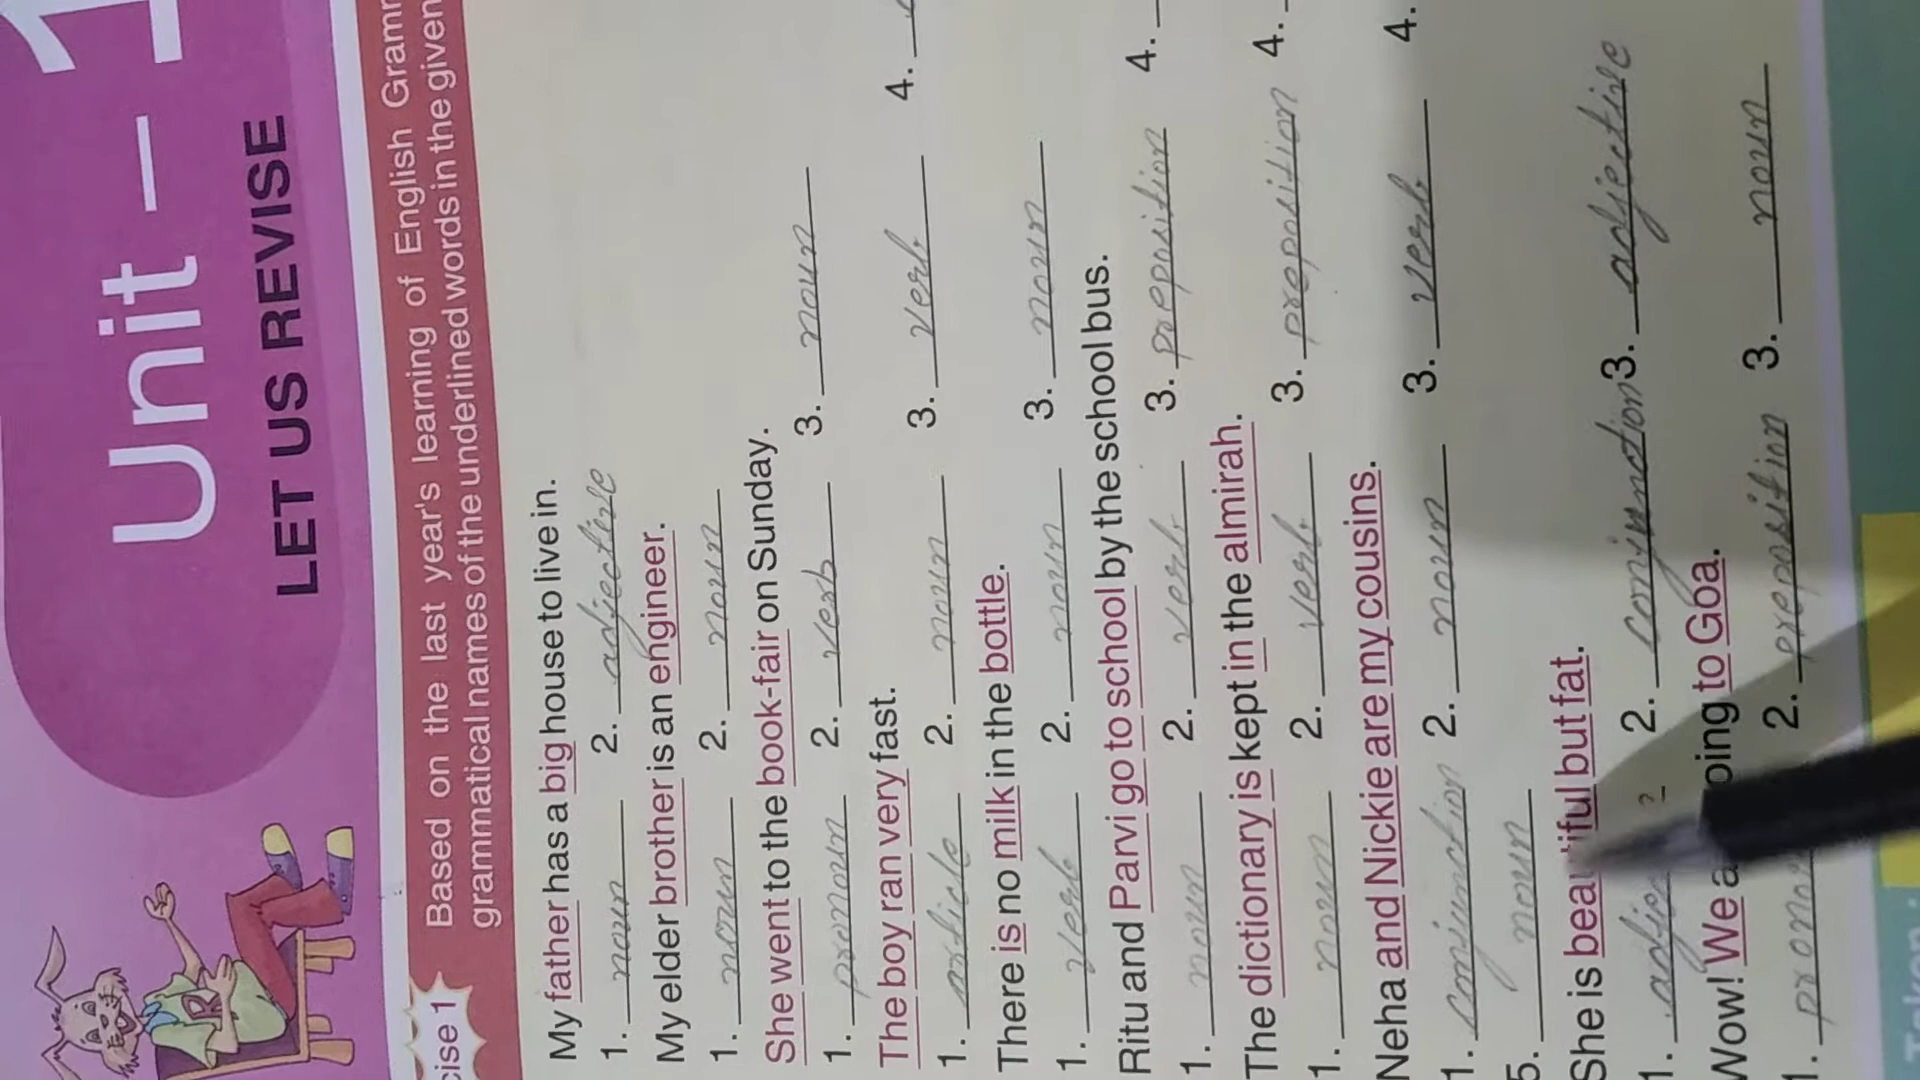 Unit – 1
LET US REVISE
cise 1
Based on the last year's learning of English Gramm
grammatical names of the underlined words in the given
My father has a big house to live in.
1. noun 2. adjective
My elder brother is an engineer.
1. noun 2. noun
She went to the book-fair on Sunday.
1. pronoun 2. verb 3. noun
The boy ran very fast.
1. article 2. noun 3. verb 4.
There is no milk in the bottle.
1. verb 2. noun 3. noun
Ritu and Parvi go to school by the school bus.
1. noun 2. verb 3. preposition 4.
The dictionary is kept in the almirah.
1. noun 2. verb 3. preposition 4.
Neha and Nickie are my cousins.
1. conjunction 2. noun 3. verb 4.
5. noun
She is beautiful but fat.
1. 2. conjunction 3. adjective
Wow! We a oing to Goa.
1. 2. preposition 3. noun